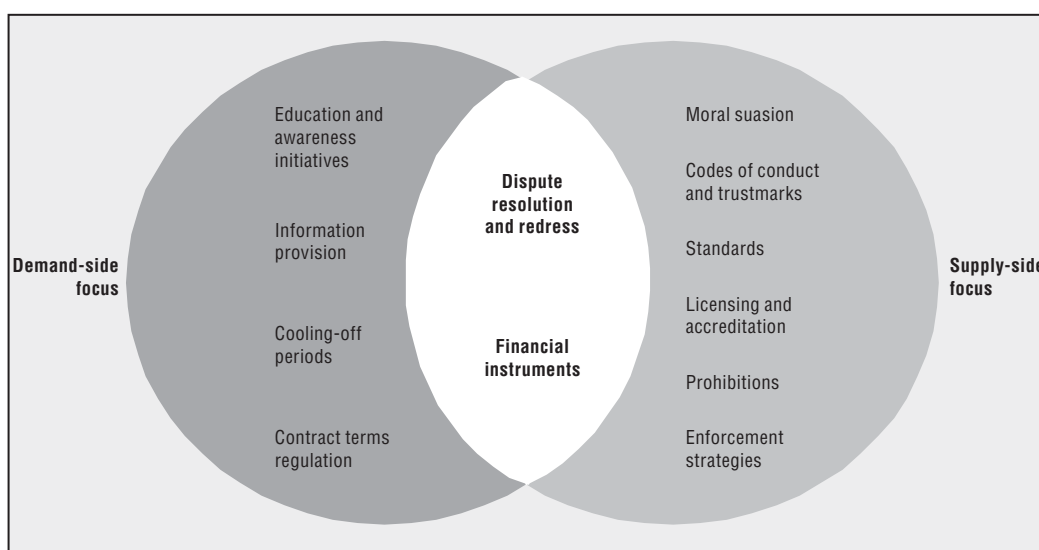 Demand-side
focus
Education and
awareness
initiatives
Information
provision
Cooling-off
periods
Contract terms
regulation
Dispute
resolution
and redress
Financial
instruments
Moral suasion
Codes of conduct
and trustmarks
Standards
Licensing and
accreditation
Prohibitions
Enforcement
strategies
Supply-side
focus